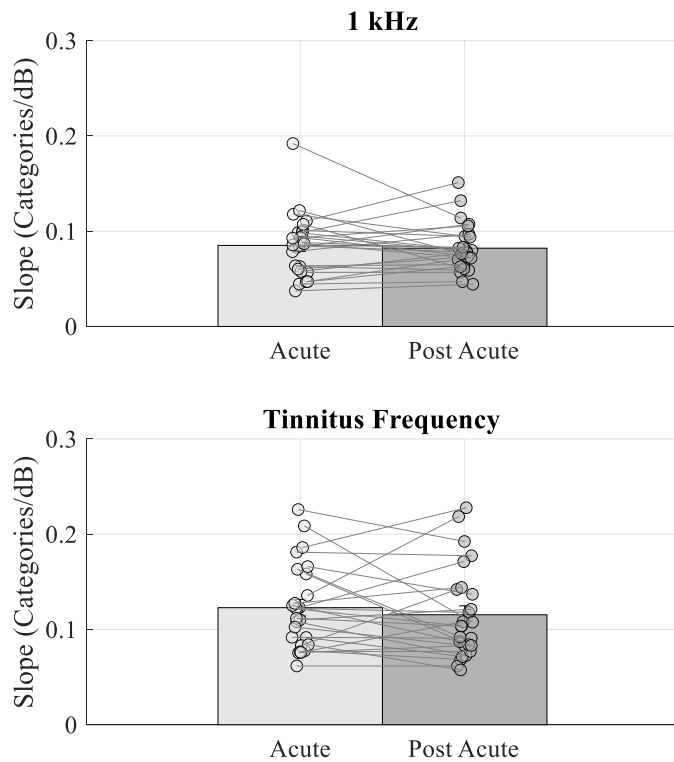 1 kHz
0.3
0.2
0.1
0
Slope (Categories/dB)
Acute Post Acute
Tinnitus Frequency
0.3
0.2
0.1
0
Slope (Categories/dB)
Acute Post Acute